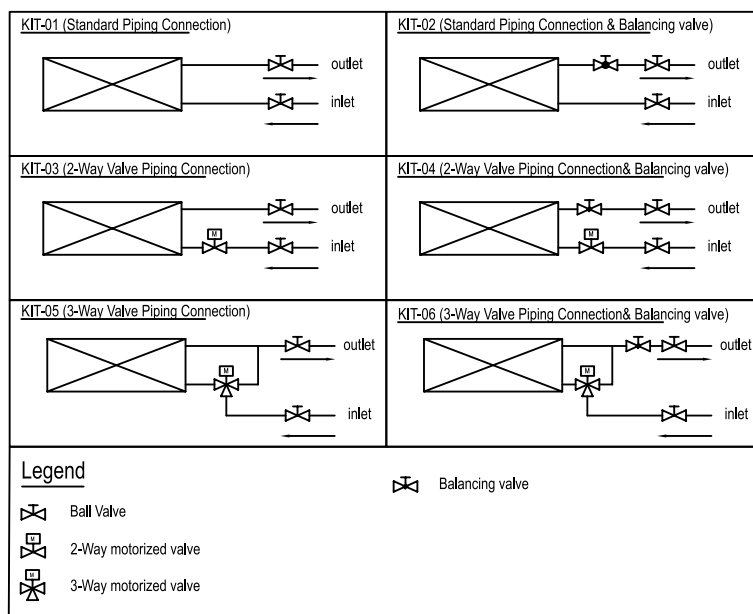 KIT-01 (Standard Piping Connection)
outlet
inlet
KIT-02 (Standard Piping Connection & Balancing valve)
outlet
inlet
KIT-03 (2-Way Valve Piping Connection)
outlet
M
inlet
KIT-04 (2-Way Valve Piping Connection& Balancing valve)
outlet
M
inlet
KIT-05 (3-Way Valve Piping Connection)
outlet
M
inlet
KIT-06 (3-Way Valve Piping Connection& Balancing valve)
outlet
M
inlet
Legend
Ball Valve
M
2-Way motorized valve
M
3-Way motorized valve
Balancing valve